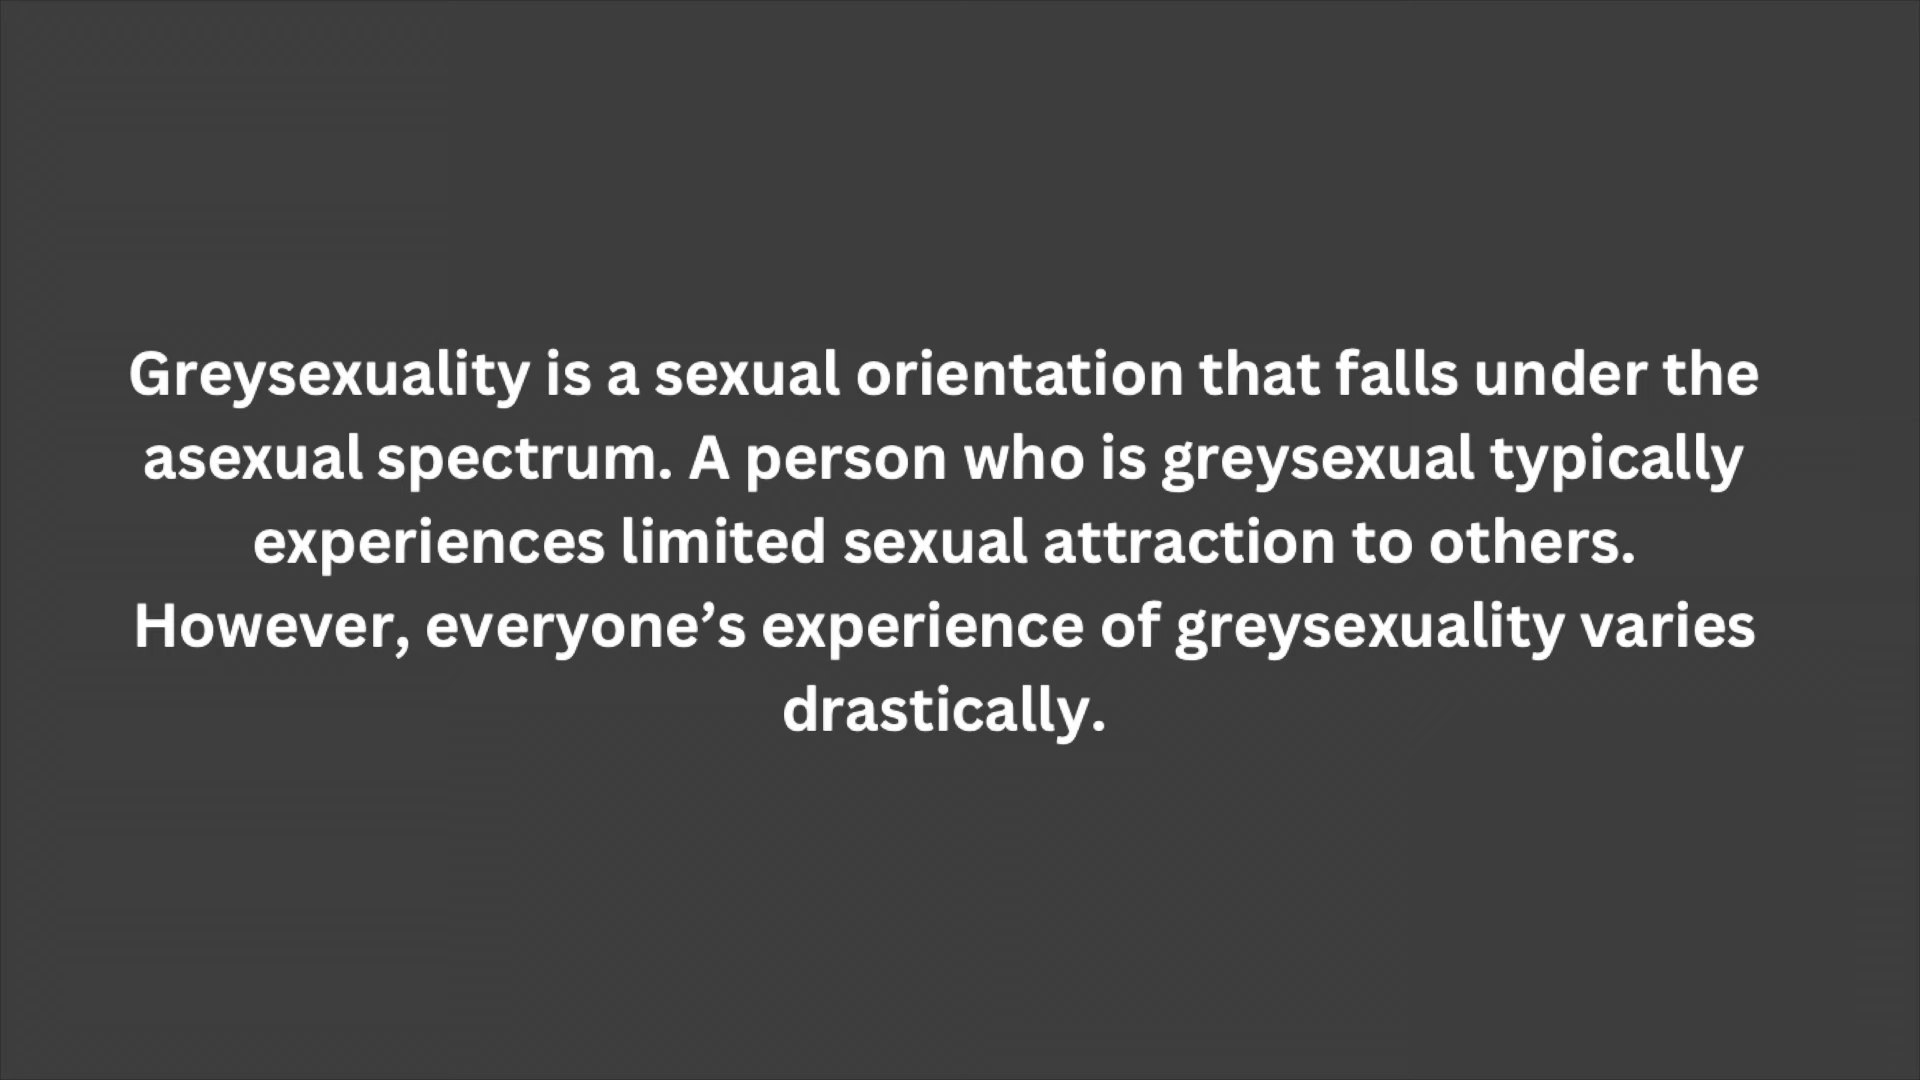 Greysexuality is a sexual orientation that falls under the
asexual spectrum. A person who is greysexual typically
experiences limited sexual attraction to others.
However, everyone’s experience of greysexuality varies
drastically.